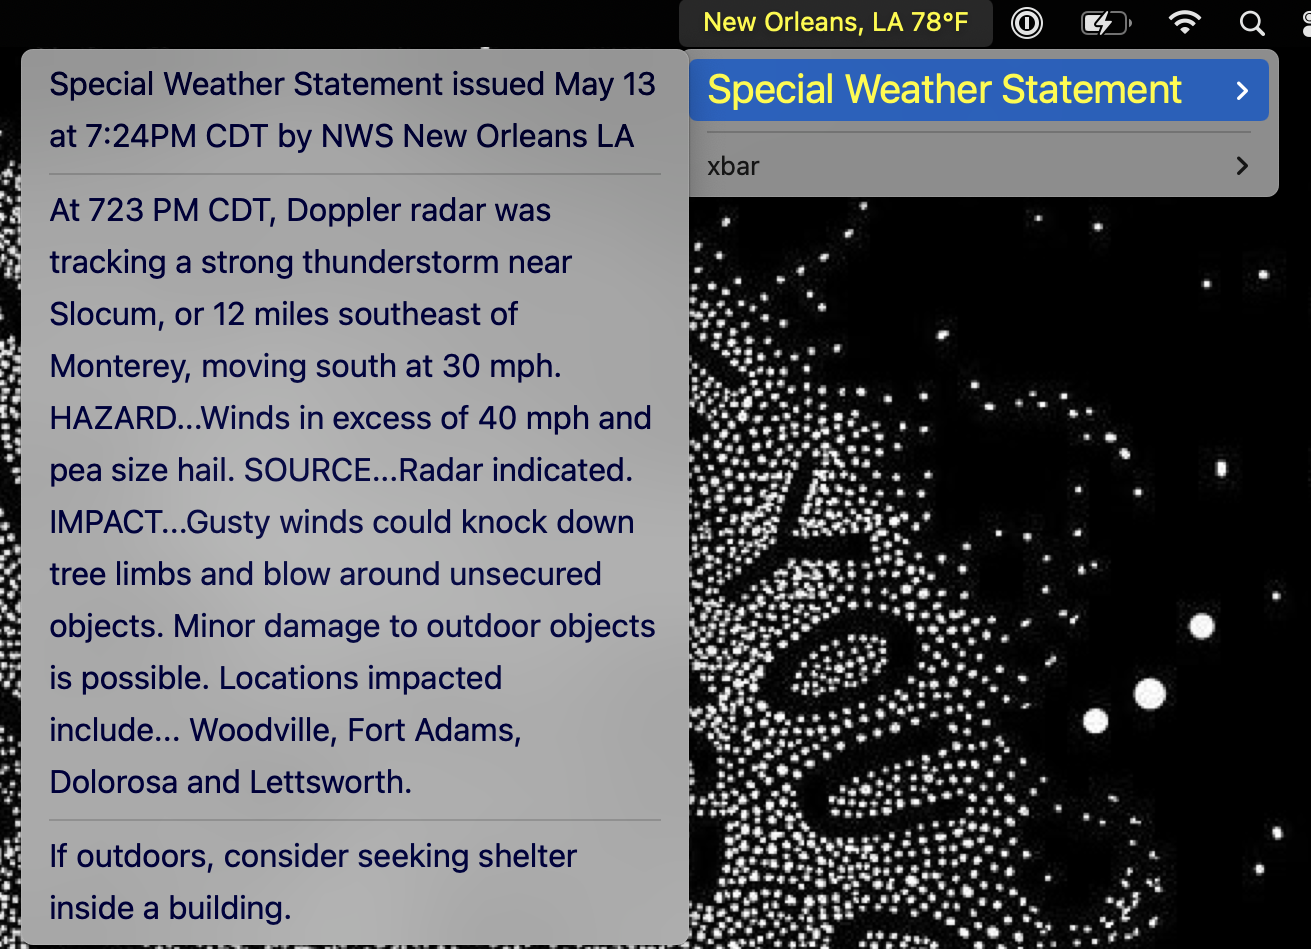 New Orleans, LA 78°F
Special Weather Statement
xbar
Special Weather Statement issued May 13
at 7:24PM CDT by NWS New Orleans LA
At 723 PM CDT, Doppler radar was
tracking a strong thunderstorm near
Slocum, or 12 miles southeast of
Monterey, moving south at 30 mph.
HAZARD...Winds in excess of 40 mph and
pea size hail. SOURCE...Radar indicated.
IMPACT...Gusty winds could knock down
tree limbs and blow around unsecured
objects. Minor damage to outdoor objects
is possible. Locations impacted
include... Woodville, Fort Adams,
Dolorosa and Lettsworth.
If outdoors, consider seeking shelter
inside a building.